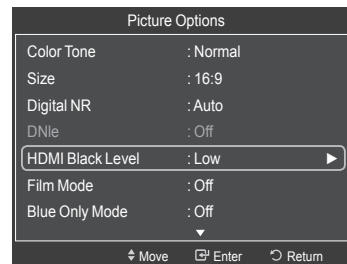 Picture Options
Color Tone : Normal
Size : 16:9
Digital NR : Auto
DNIe : Off
HDMI Black Level : Low
Film Mode : Off
Blue Only Mode : Off
Move Enter Return